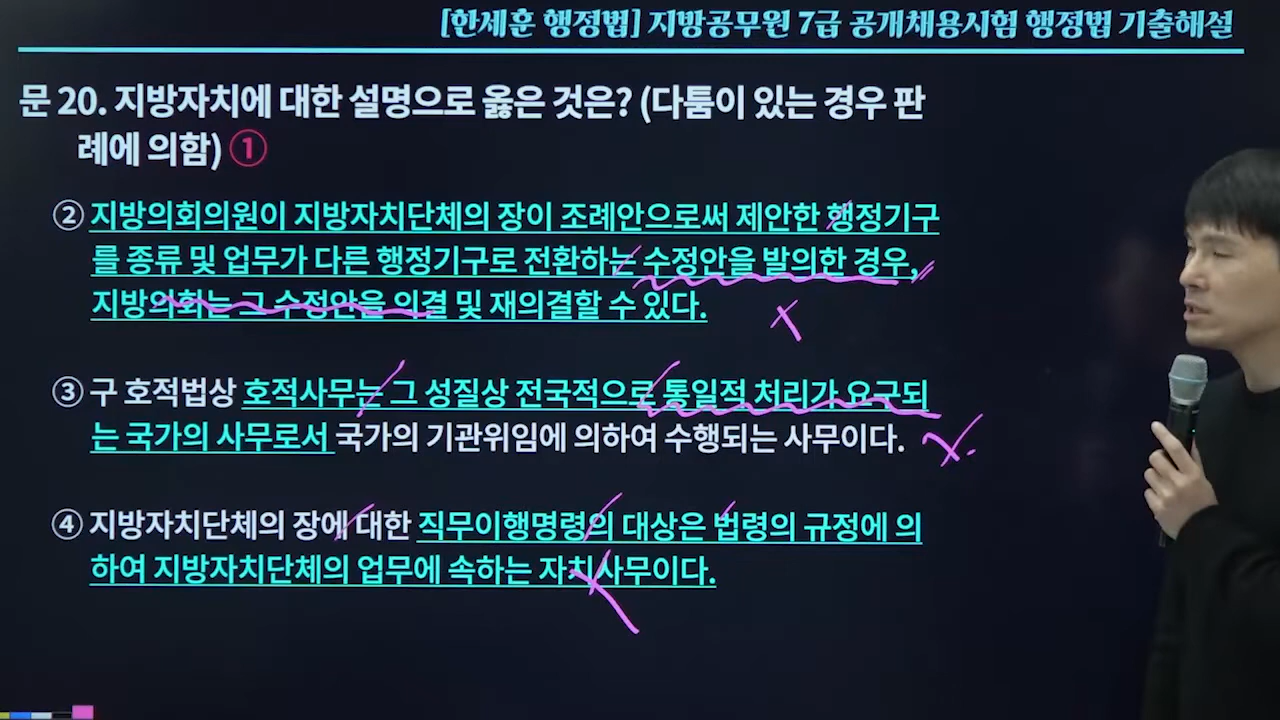 [한세훈 행정법] 지방공무원 7급 공개채용시험 행정법 기출해설
문 20. 지방자치에 대한 설명으로 옳은 것은? (다툼이 있는 경우 판
례에 의함) ①
② 지방의회의원이 지방자치단체의 장이 조례안으로써 제안한 행정기구
를 종류 및 업무가 다른 행정기구로 전환하는 수정안을 발의한 경우,
지방의회는 그 수정안을 의결 및 재의결할 수 있다.
③ 구 호적법상 호적사무는 그 성질상 전국적으로 통일적 처리가 요구되
는 국가의 사무로서 국가의 기관위임에 의하여 수행되는 사무이다.
④ 지방자치단체의 장에 대한 직무이행명령의 대상은 법령의 규정에 의
하여 지방자치단체의 업무에 속하는 자치사무이다.